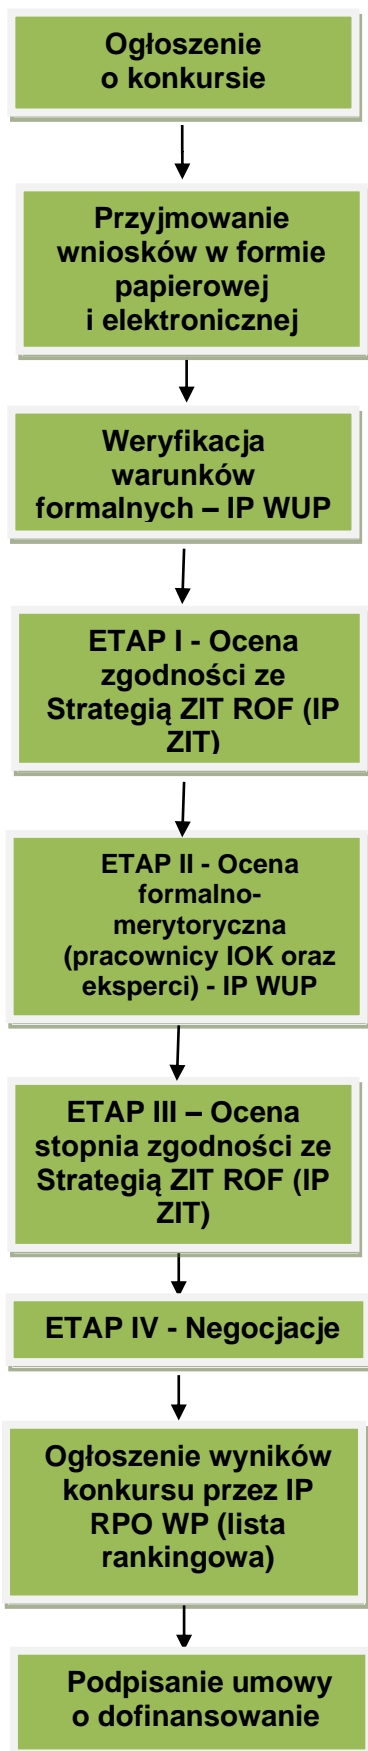 Ogłoszenie
o konkursie
Przyjmowanie
wniosków w formie
papierowej
i elektronicznej
Weryfikacja
warunków
formalnych – IP WUP
ETAP I - Ocena
zgodności ze
Strategią ZIT ROF (IP
ZIT)
ETAP II - Ocena
formalno-
merytoryczna
(pracownicy IOK oraz
eksperci) - IP WUP
ETAP III – Ocena
stopnia zgodności ze
Strategią ZIT ROF (IP
ZIT)
ETAP IV - Negocjacje
Ogłoszenie wyników
konkursu przez IP
RPO WP (lista
rankingowa)
Podpisanie umowy
o dofinansowanie